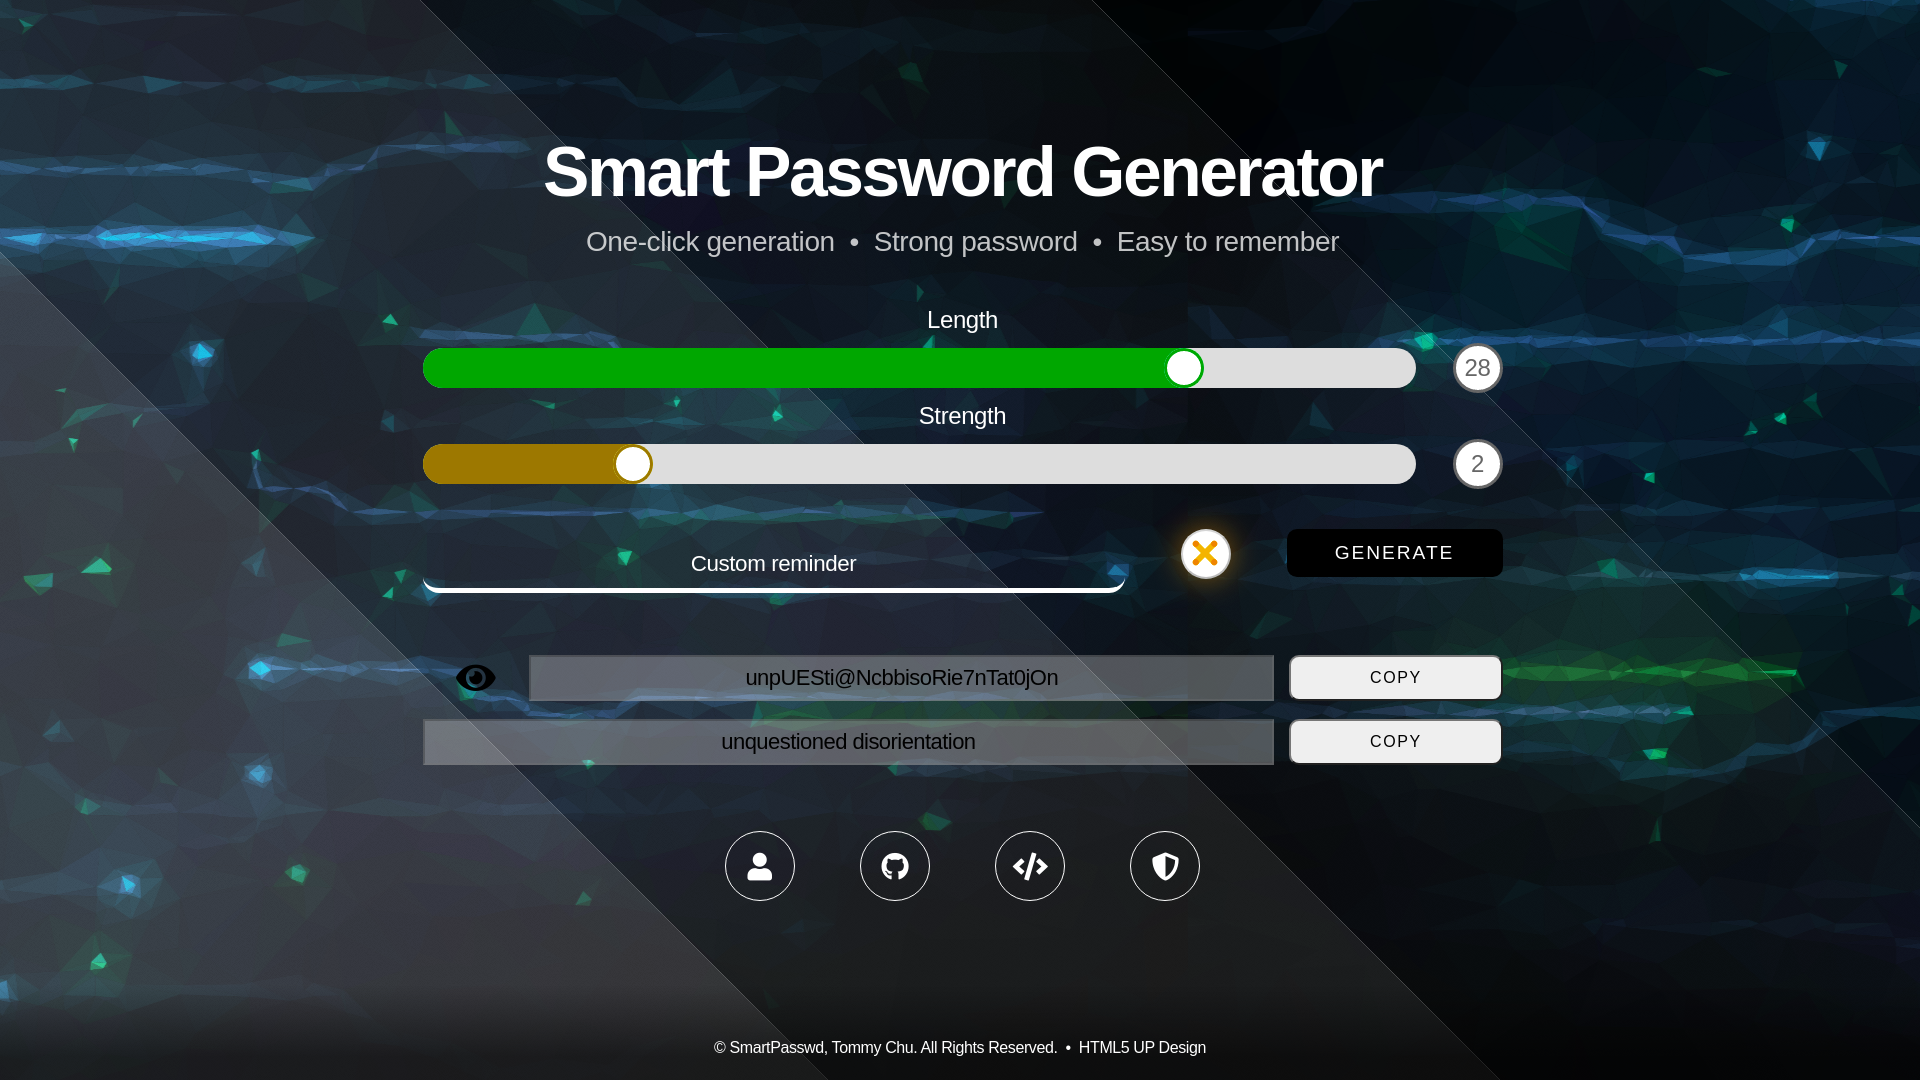 Smart Password Generator
One-click generation • Strong password • Easy to remember
Length
28
Strength
2
Custom reminder
GENERATE
unpUESti@NcbbisoRie7nTat0jOn
COPY
unquestioned disorientation
COPY
© SmartPasswd, Tommy Chu. All Rights Reserved. • HTML5 UP Design